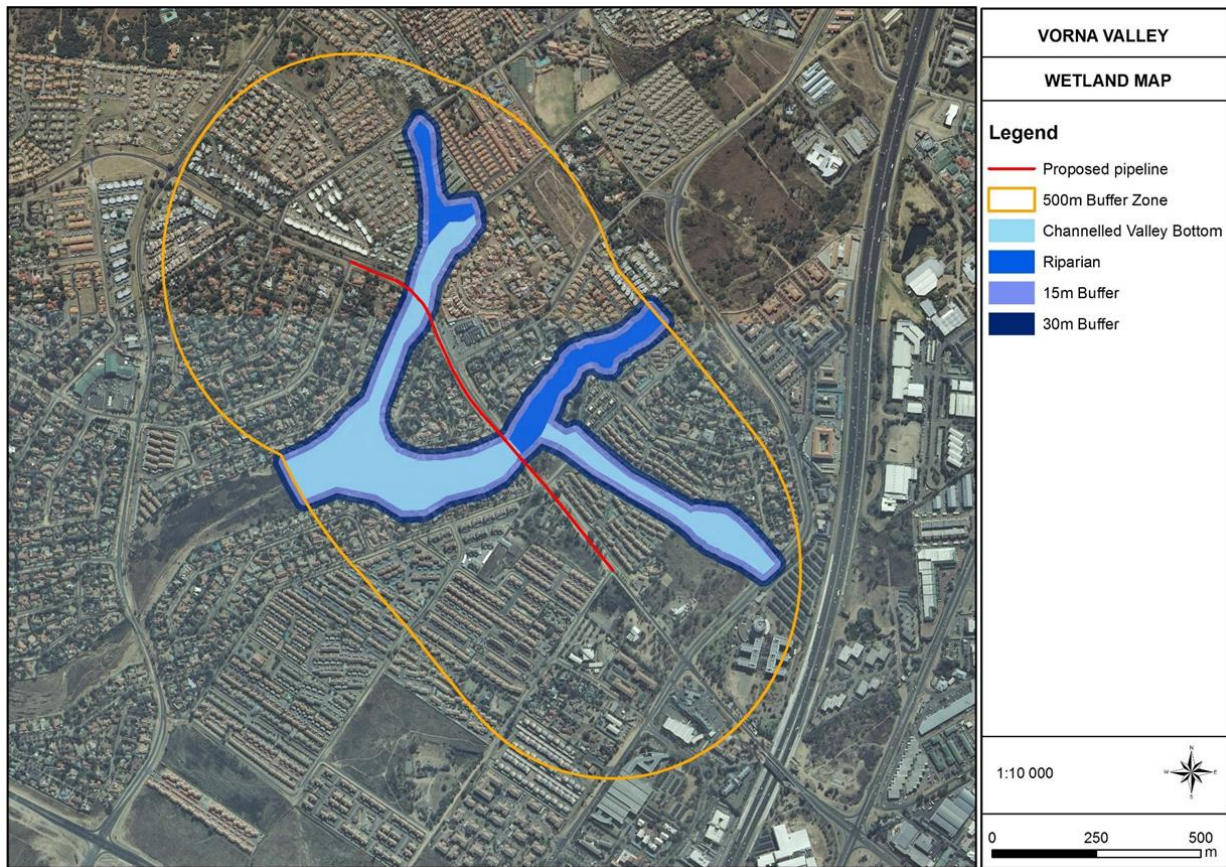 VORNA VALLEY
WETLAND MAP
Legend
Proposed pipeline
500m Buffer Zone
Channelled Valley Bottom
Riparian
15m Buffer
30m Buffer
1:10 000
N
W E
S
0 250 500
m